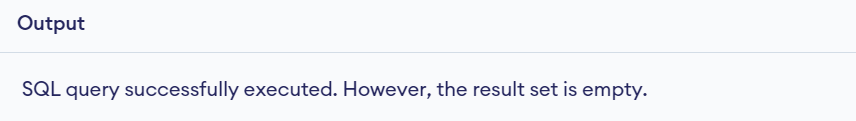 Output
SQL query successfully executed. However, the result set is empty.